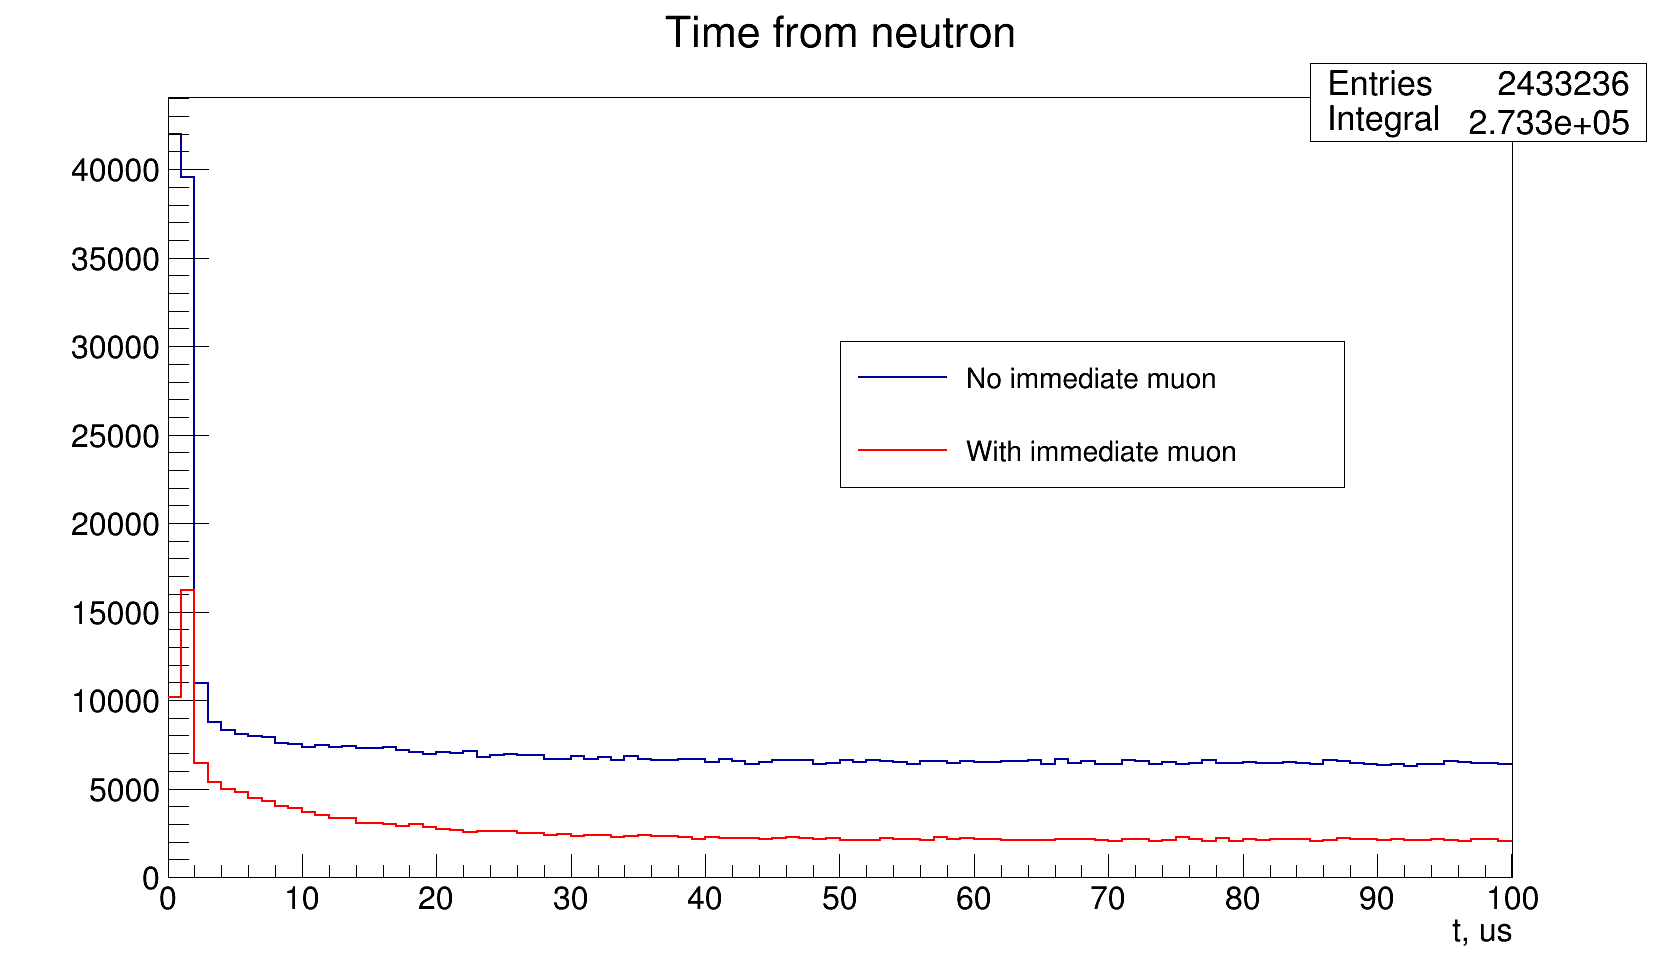 Time from neutron
Entries 2433236
Integral 2.733e+05
40000
35000
30000
25000
20000
15000
10000
5000
0
No immediate muon
With immediate muon
0 10 20 30 40 50 60 70 80 90 100
t, us